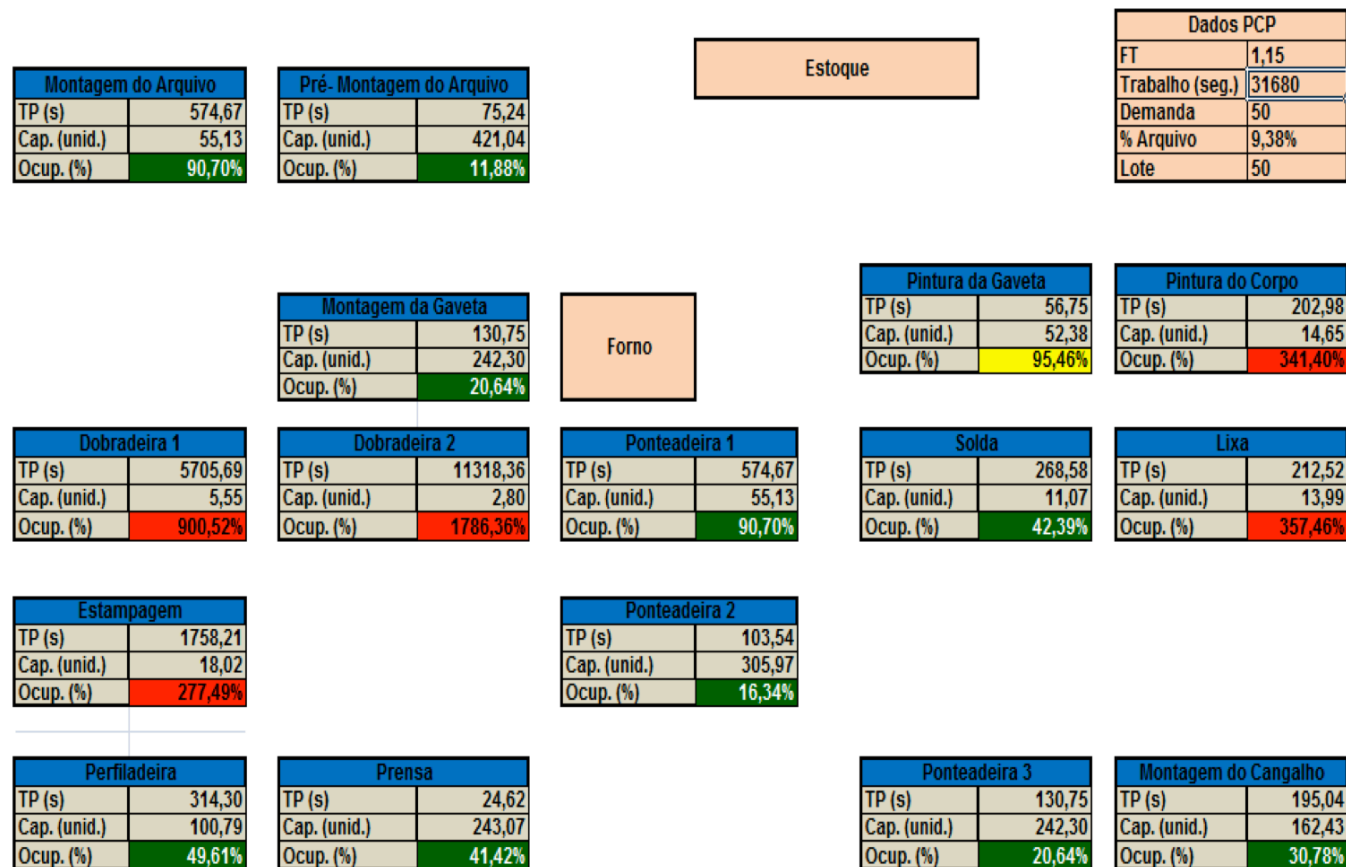 Dados PCP
FT 1,15
Trabalho (seg.) 31680
Demanda 50
% Arquivo 9,38%
Lote 50
Estoque
Montagem do Arquivo
TP (s) 574,67
Cap. (unid.) 55,13
Ocup. (%) 90,70%
Pré- Montagem do Arquivo
TP (s) 75,24
Cap. (unid.) 421,04
Ocup. (%) 11,88%
Montagem da Gaveta
TP (s) 130,75
Cap. (unid.) 242,30
Ocup. (%) 20,64%
Forno
Pintura da Gaveta
TP (s) 56,75
Cap. (unid.) 52,38
Ocup. (%) 95,46%
Pintura do Corpo
TP (s) 202,98
Cap. (unid.) 14,65
Ocup. (%) 341,40%
Dobradeira 1
TP (s) 5705,69
Cap. (unid.) 5,55
Ocup. (%) 900,52%
Dobradeira 2
TP (s) 11318,36
Cap. (unid.) 2,80
Ocup. (%) 1786,36%
Ponteadeira 1
TP (s) 574,67
Cap. (unid.) 55,13
Ocup. (%) 90,70%
Solda
TP (s) 268,58
Cap. (unid.) 11,07
Ocup. (%) 42,39%
Lixa
TP (s) 212,52
Cap. (unid.) 13,99
Ocup. (%) 357,46%
Estampagem
TP (s) 1758,21
Cap. (unid.) 18,02
Ocup. (%) 277,49%
Ponteadeira 2
TP (s) 103,54
Cap. (unid.) 305,97
Ocup. (%) 16,34%
Perfiladeira
TP (s) 314,30
Cap. (unid.) 100,79
Ocup. (%) 49,61%
Prensa
TP (s) 24,62
Cap. (unid.) 243,07
Ocup. (%) 41,42%
Ponteadeira 3
TP (s) 130,75
Cap. (unid.) 242,30
Ocup. (%) 20,64%
Montagem do Cangalho
TP (s) 195,04
Cap. (unid.) 162,43
Ocup. (%) 30,78%